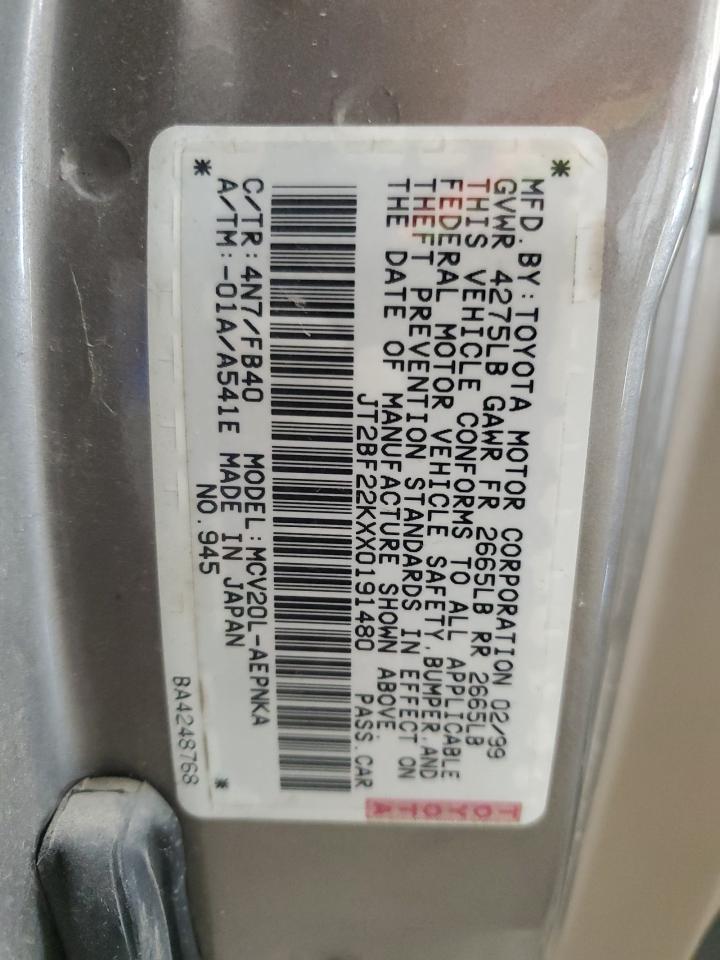 MFD. BY: TOYOTA MOTOR CORPORATION 02/99
GVWR 4275LB GAWR FR 2665LB RR 2665LB
THIS VEHICLE CONFORMS TO ALL APPLICABLE
FEDERAL MOTOR VEHICLE SAFETY, BUMPER, AND
THEFT PREVENTION STANDARDS IN EFFECT ON
THE DATE OF MANUFACTURE SHOWN ABOVE.
JT2BF22KXX0191480 PASS. CAR
C/TR: 4N7/FB40 MODEL: MCV20L-AEPNKA
A/TM: -01A/A541E MADE IN JAPAN
NO. 945
BA4248768
TOYOTA